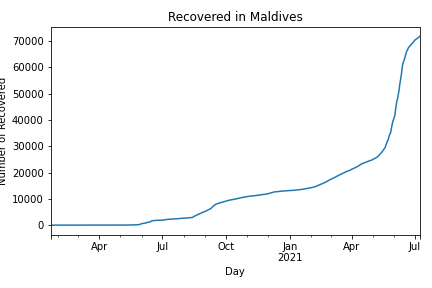 Recovered in Maldives
Number of Recovered
70000
60000
50000
40000
30000
20000
10000
0
Apr Jul Oct Jan Apr Jul
2021
Day